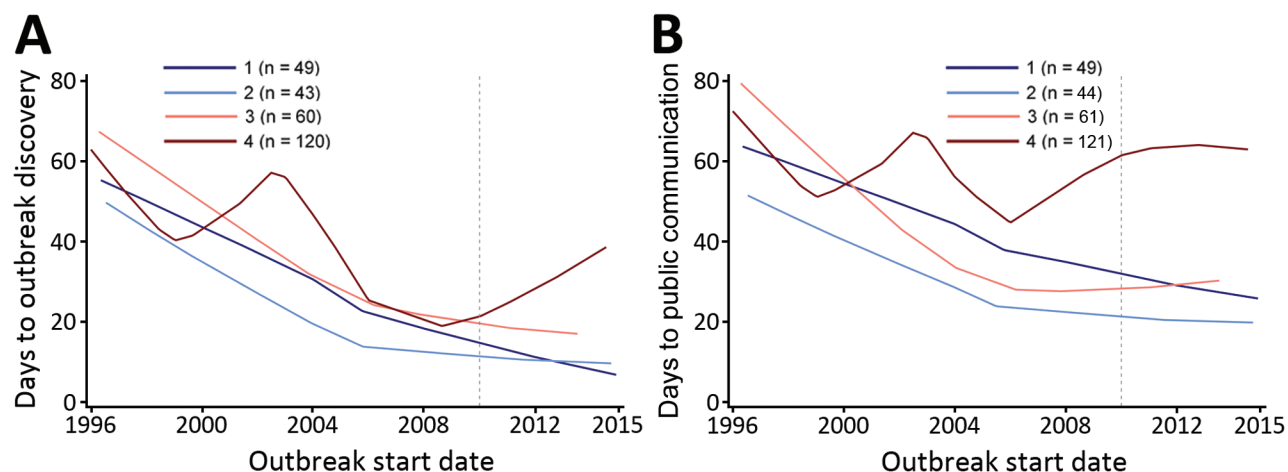 A
Days to outbreak discovery
80
60
40
20
0
1 (n = 49)
2 (n = 43)
3 (n = 60)
4 (n = 120)
1996
2000
2004
2008
2012
2015
Outbreak start date
B
Days to public communication
80
60
40
20
0
1 (n = 49)
2 (n = 44)
3 (n = 61)
4 (n = 121)
1996
2000
2004
2008
2012
2015
Outbreak start date